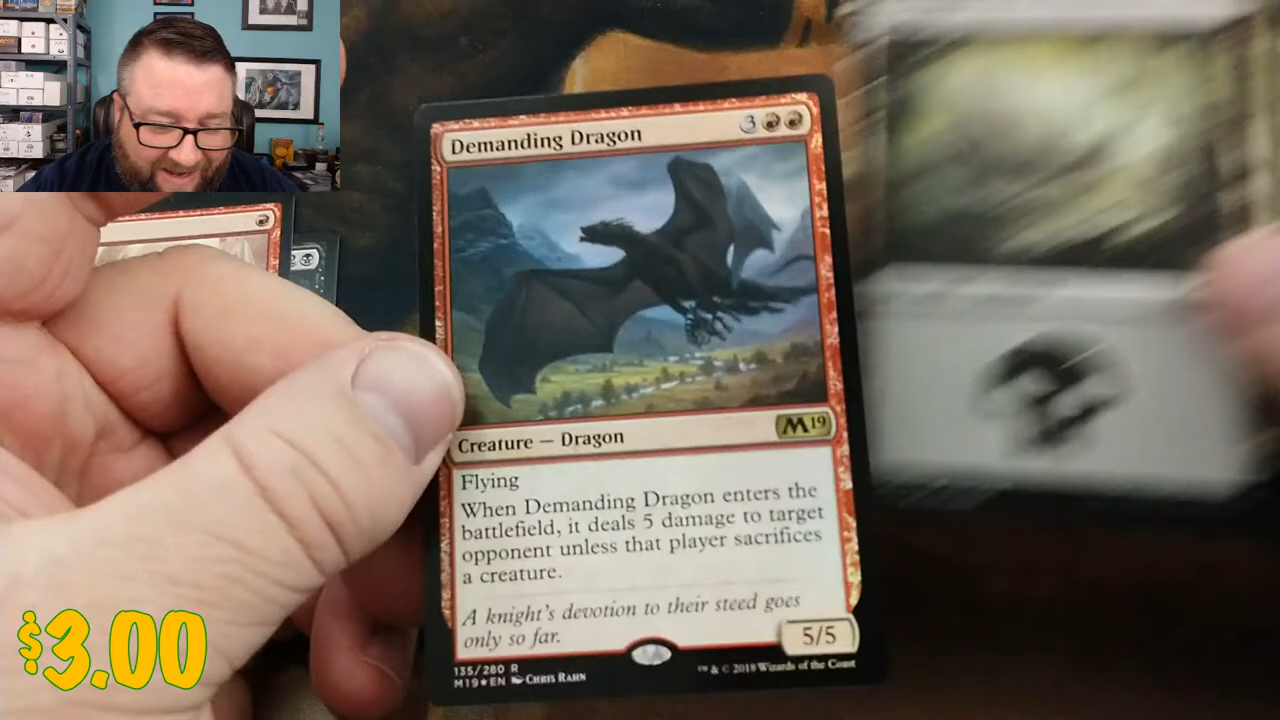 Demanding Dragon 3
Creature — Dragon M19
Flying
When Demanding Dragon enters the
battlefield, it deals 5 damage to target
opponent unless that player sacrifices
a creature.
A knight's devotion to their steed goes
only so far.
5/5
135/280 R
M19★EN Chris Rahn
™ & © 2018 Wizards of the Coast
$3.00